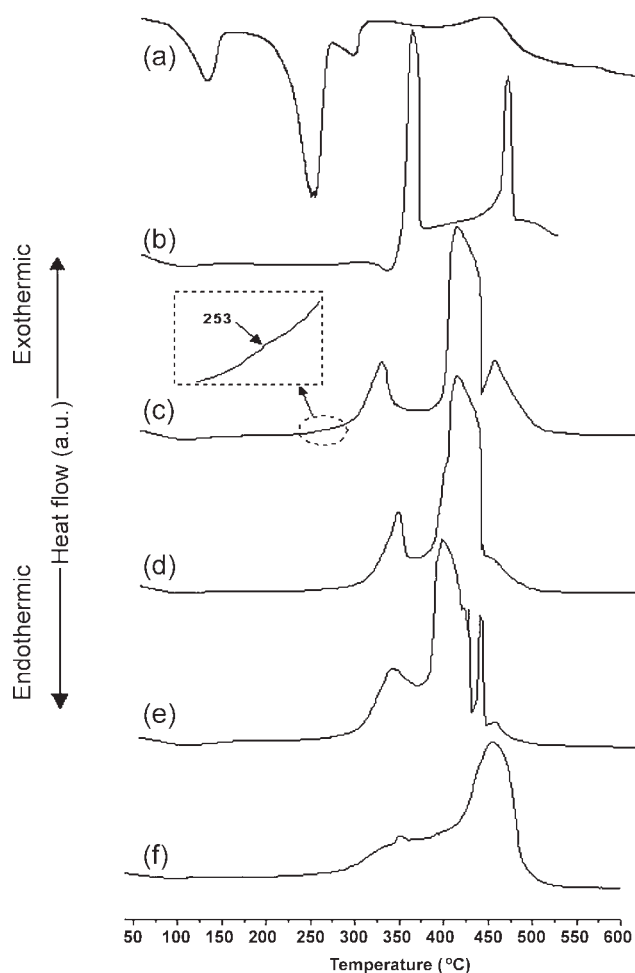 (a)
(b)
Exothermic
253
(c)
Heat flow (a.u.)
(d)
Endothermic
(e)
(f)
50 100 150 200 250 300 350 400 450 500 550 600
Temperature (°C)